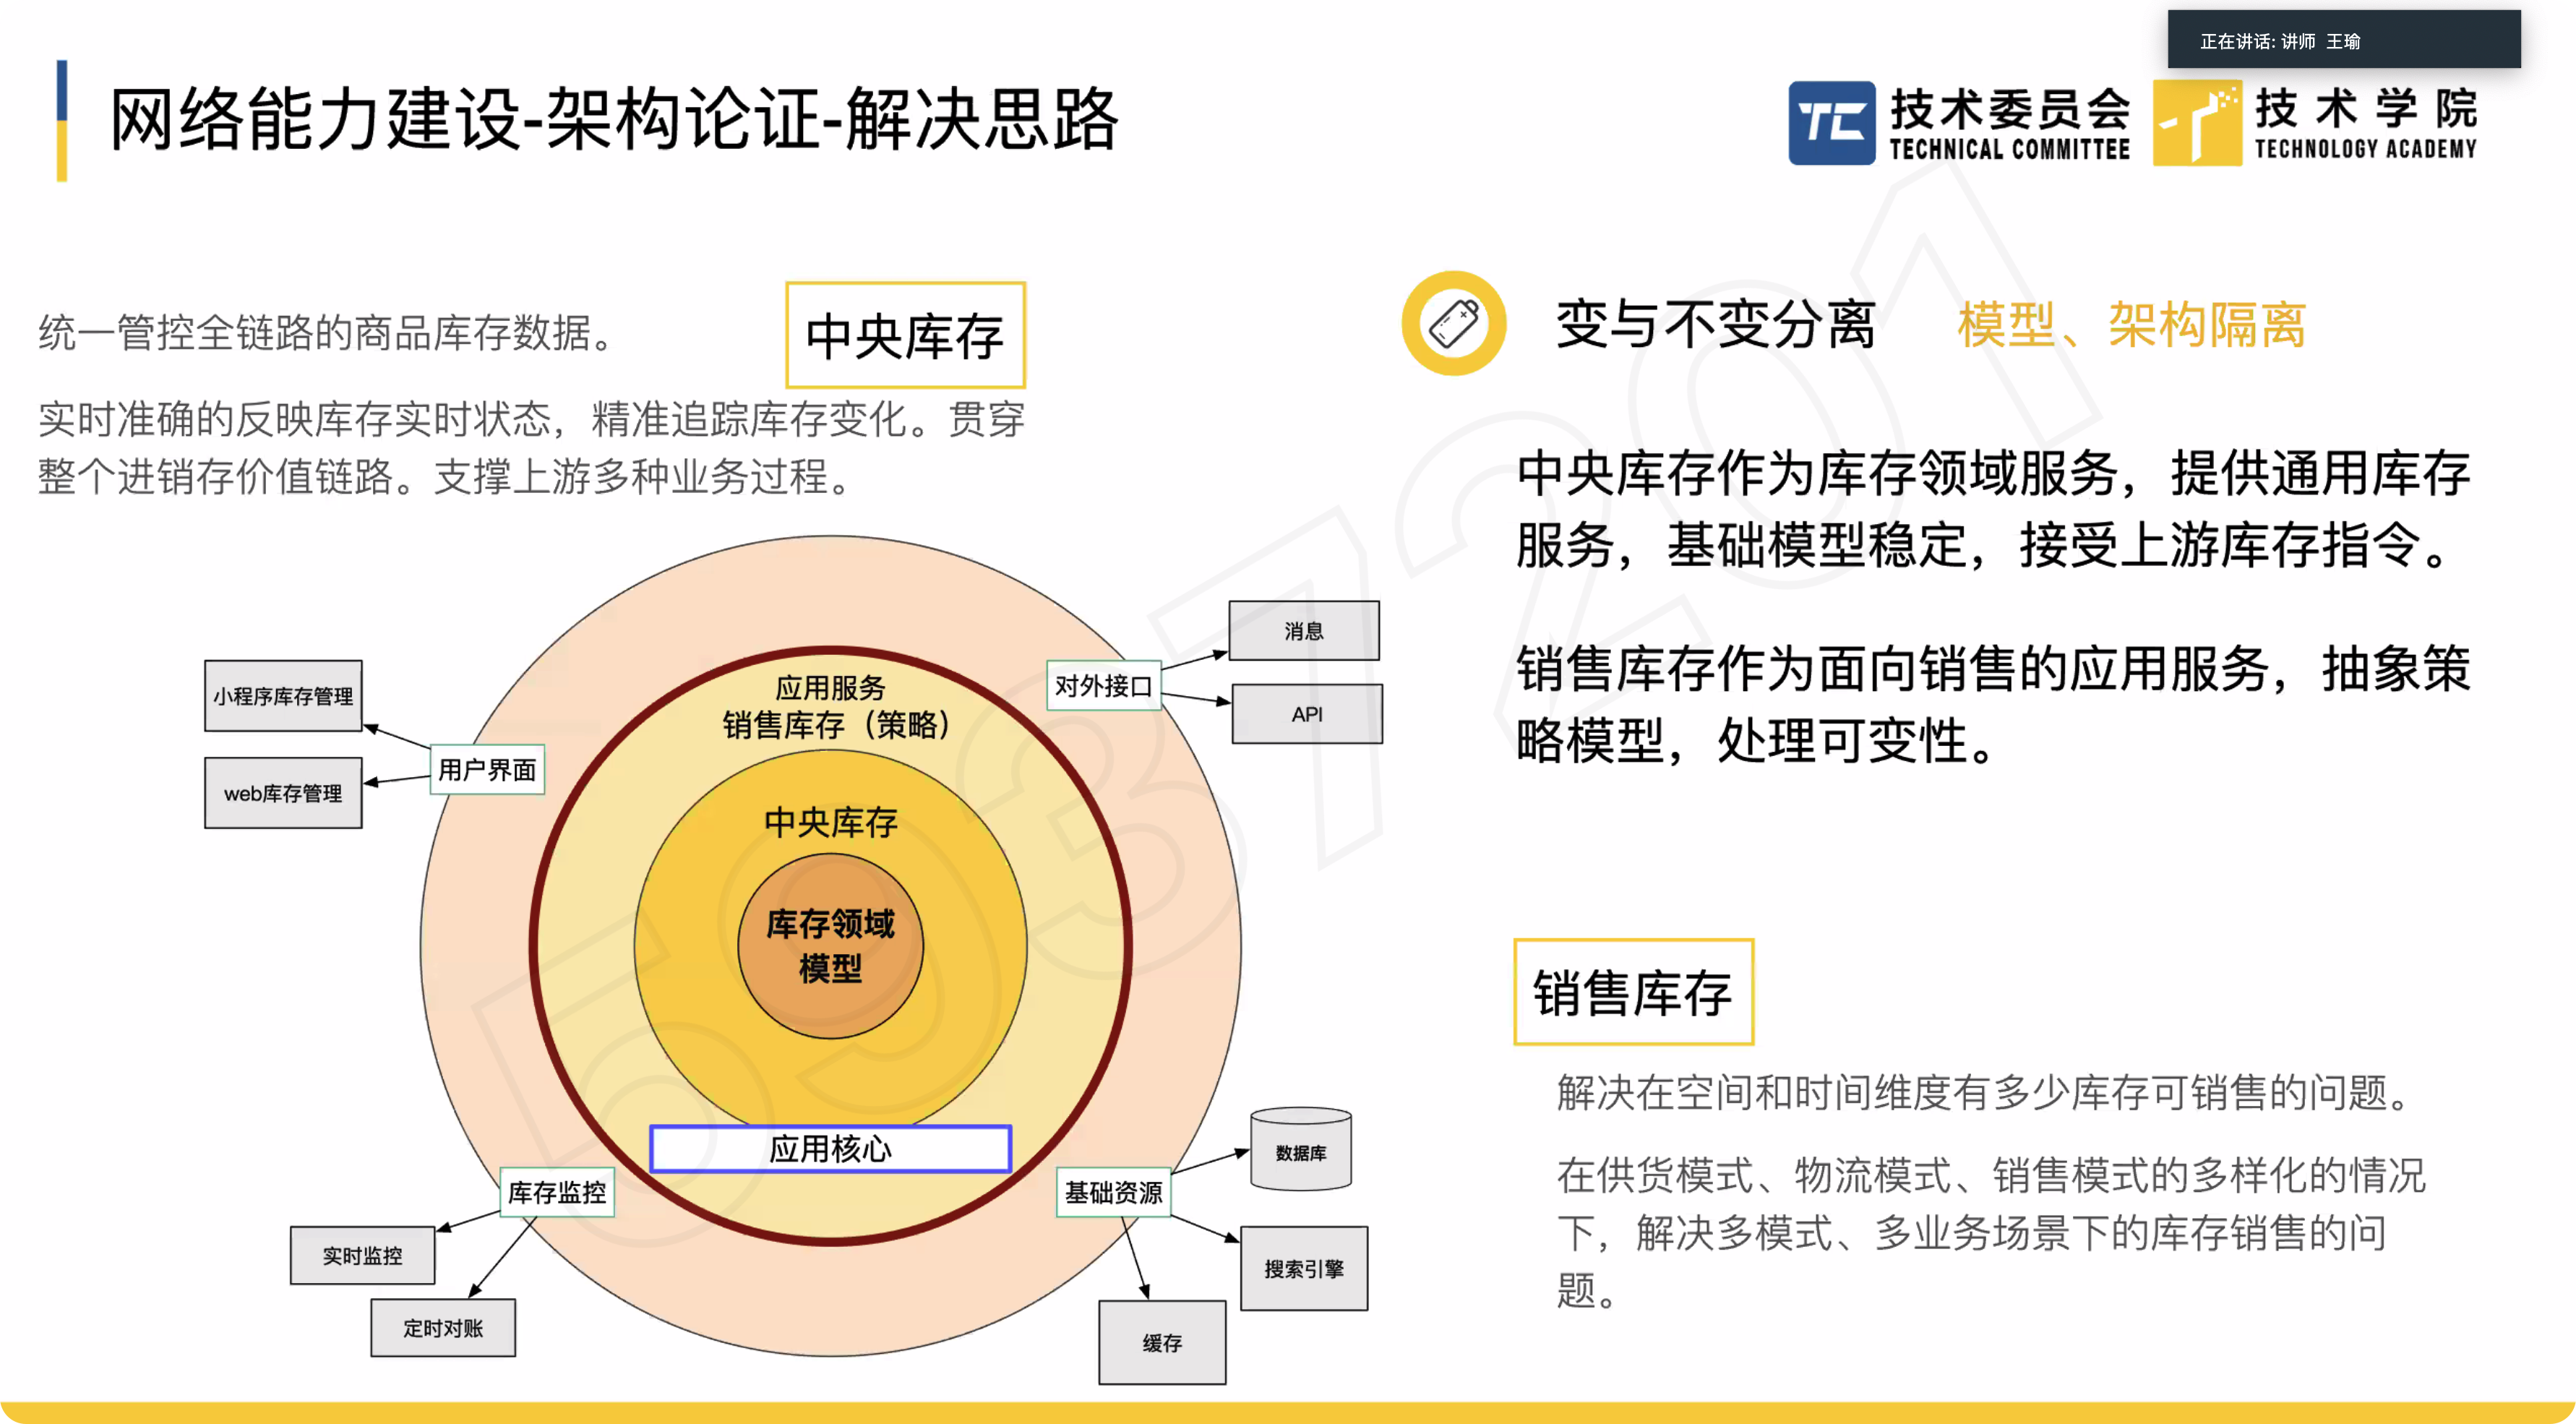 正在讲话: 讲师 王瑜
网络能力建设-架构论证-解决思路
TC 技术委员会
TECHNICAL COMMITTEE
技术学院
TECHNOLOGY ACADEMY
统一管控全链路的商品库存数据。
中央库存
实时准确的反映库存实时状态，精准追踪库存变化。贯穿
整个进销存价值链路。支撑上游多种业务过程。
变与不变分离
模型、架构隔离
中央库存作为库存领域服务，提供通用库存
服务，基础模型稳定，接受上游库存指令。
销售库存作为面向销售的应用服务，抽象策
略模型，处理可变性。
小程序库存管理
web库存管理
用户界面
应用服务
销售库存（策略）
对外接口
消息
API
中央库存
库存领域
模型
应用核心
库存监控
实时监控
定时对账
基础资源
数据库
搜索引擎
缓存
销售库存
解决在空间和时间维度有多少库存可销售的问题。
在供货模式、物流模式、销售模式的多样化的情况
下，解决多模式、多业务场景下的库存销售的问
题。
5937201